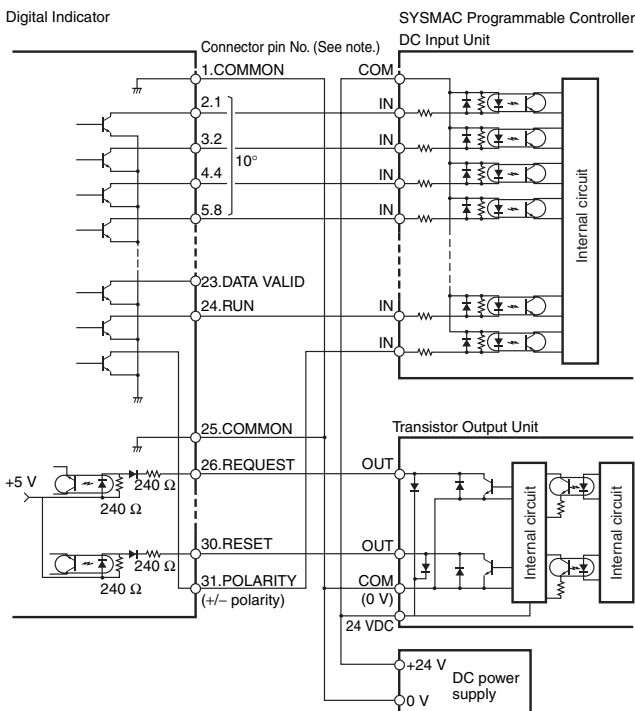 Digital Indicator
SYSMAC Programmable Controller
DC Input Unit
Connector pin No. (See note.)
1.COMMON
COM
2.1
IN
3.2
IN
10°
4.4
IN
5.8
IN
Internal circuit
23.DATA VALID
24.RUN
IN
IN
25.COMMON
Transistor Output Unit
26.REQUEST
OUT
+5 V
240 Ω
240 Ω
Internal circuit
Internal circuit
30.RESET
OUT
240 Ω
240 Ω
31.POLARITY
(+/– polarity)
COM
(0 V)
24 VDC
+24 V
DC power
supply
0 V